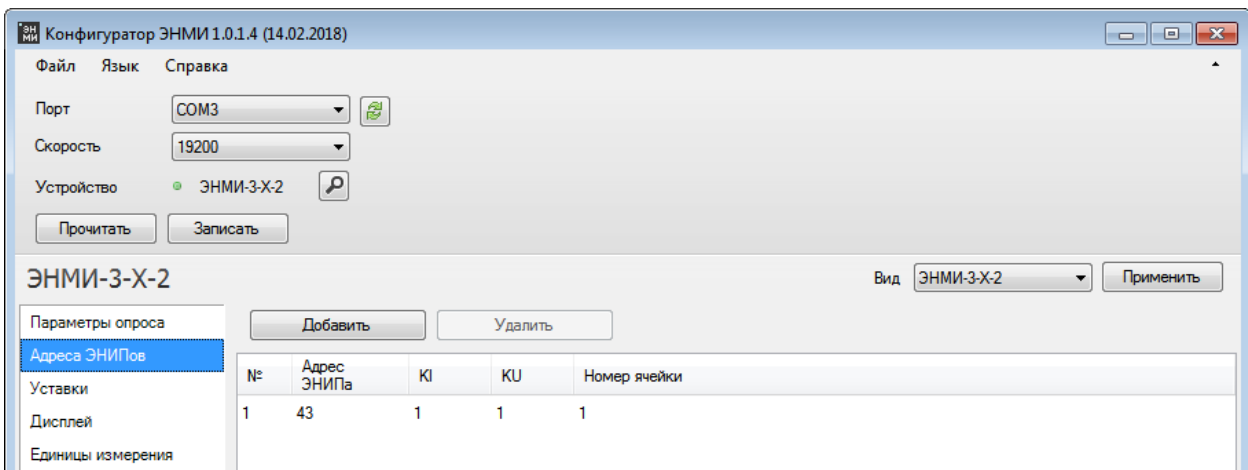 ЭН
МИ
Конфигуратор ЭНМИ 1.0.1.4 (14.02.2018)
Файл Язык Справка
Порт COM3
Скорость 19200
Устройство ЭНМИ-3-X-2
Прочитать Записать
ЭНМИ-3-X-2 Вид ЭНМИ-3-X-2 Применить
Параметры опроса Добавить Удалить
Адреса ЭНИПов
Уставки
Дисплей
Единицы измерения
№ Адрес ЭНИПа KI KU Номер ячейки
1 43 1 1 1